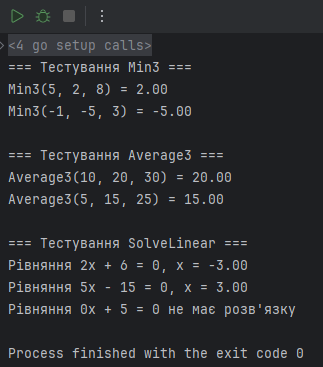 <4 go setup calls>
=== Тестування Min3 ===
Min3(5, 2, 8) = 2.00
Min3(-1, -5, 3) = -5.00
=== Тестування Average3 ===
Average3(10, 20, 30) = 20.00
Average3(5, 15, 25) = 15.00
=== Тестування SolveLinear ===
Рівняння 2x + 6 = 0, x = -3.00
Рівняння 5x - 15 = 0, x = 3.00
Рівняння 0x + 5 = 0 не має розв'язку
Process finished with the exit code 0